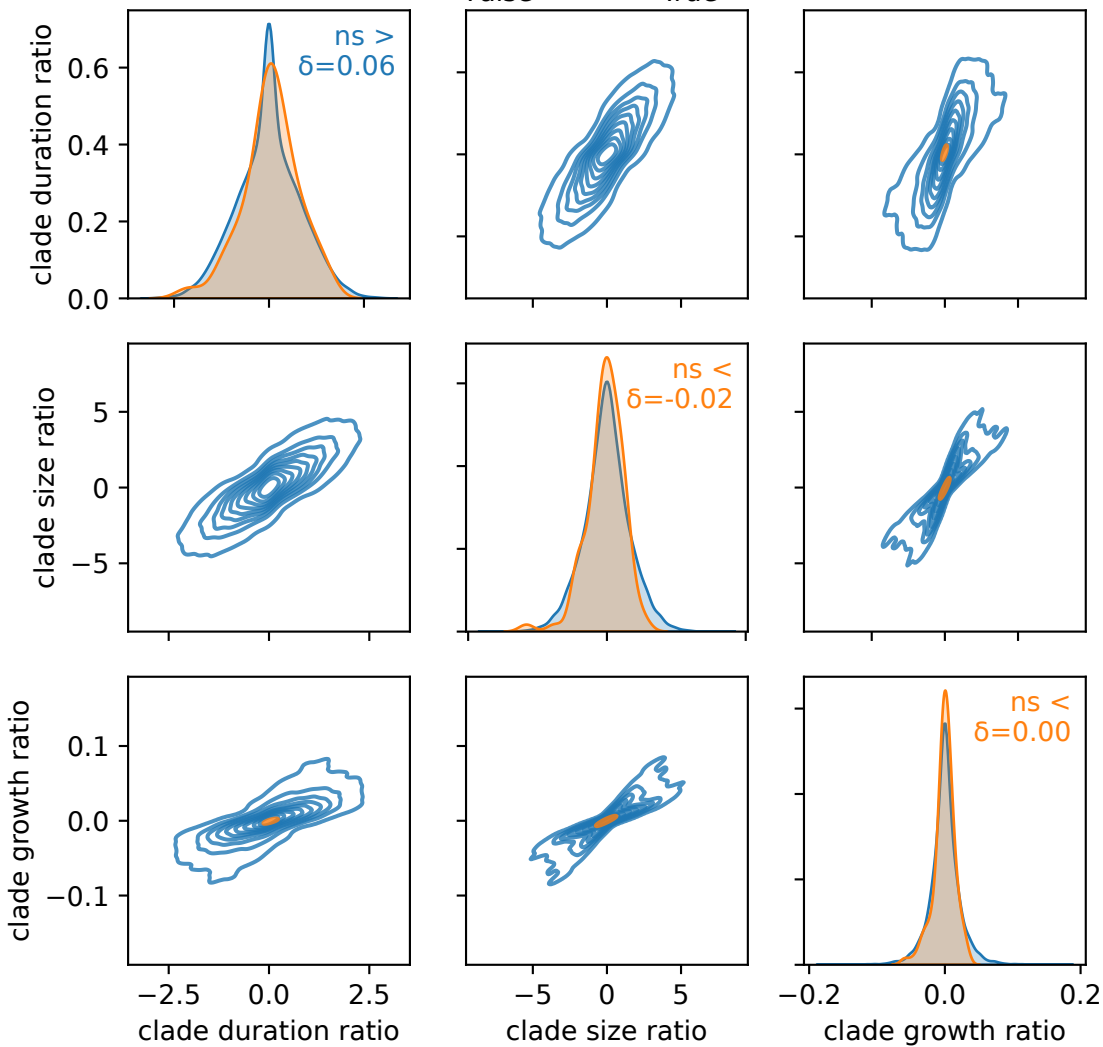 clade duration ratio
0.6
0.4
0.2
0.0
ns >
δ=0.06
clade size ratio
5
0
−5
ns <
δ=-0.02
clade growth ratio
0.1
0.0
−0.1
ns <
δ=0.00
−2.5 0.0 2.5
−5 0 5
−0.2 0.0 0.2
clade duration ratio
clade size ratio
clade growth ratio